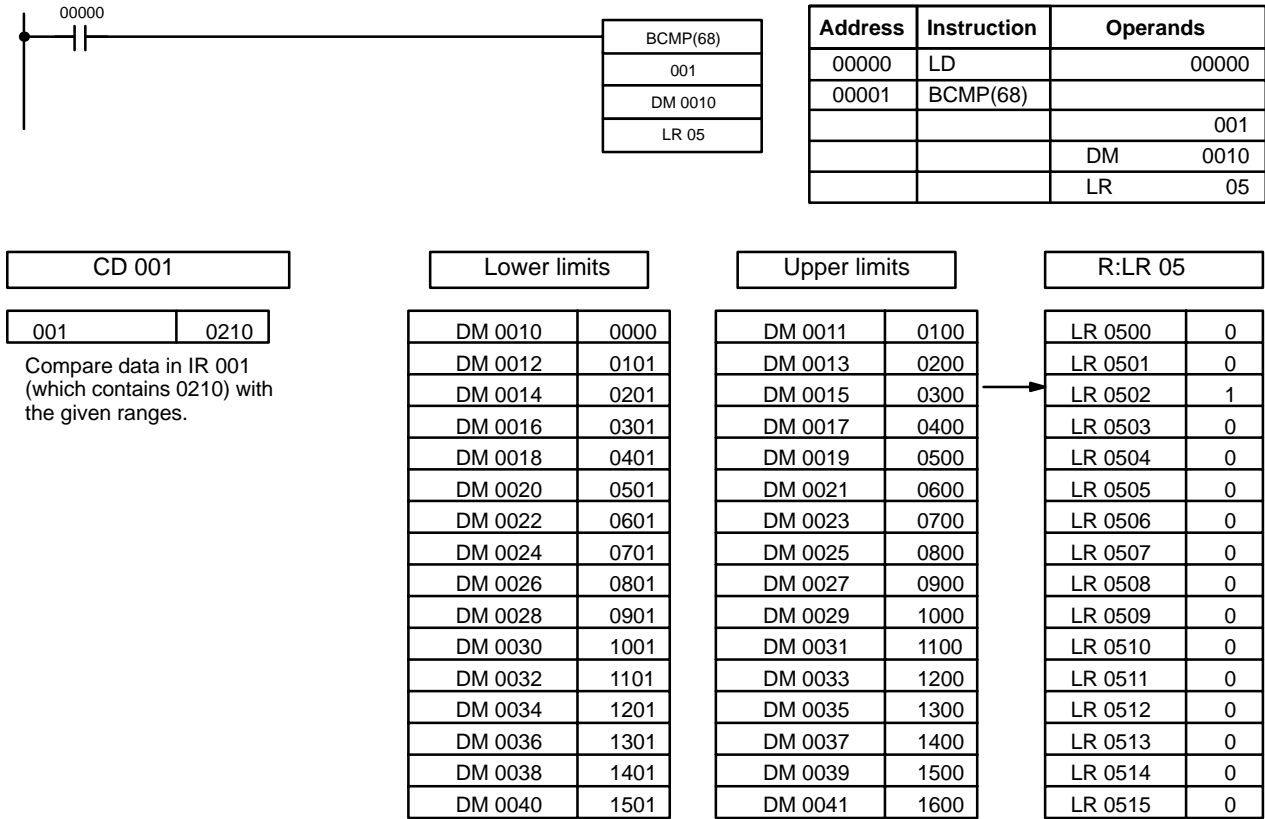 00000
BCMP(68)
001
DM 0010
LR 05
Address Instruction Operands
00000 LD 00000
00001 BCMP(68)
001
DM 0010
LR 05
CD 001
001 0210
Compare data in IR 001
(which contains 0210) with
the given ranges.
Lower limits Upper limits R:LR 05
DM 0010 0000 DM 0011 0100 LR 0500 0
DM 0012 0101 DM 0013 0200 LR 0501 0
DM 0014 0201 DM 0015 0300 LR 0502 1
DM 0016 0301 DM 0017 0400 LR 0503 0
DM 0018 0401 DM 0019 0500 LR 0504 0
DM 0020 0501 DM 0021 0600 LR 0505 0
DM 0022 0601 DM 0023 0700 LR 0506 0
DM 0024 0701 DM 0025 0800 LR 0507 0
DM 0026 0801 DM 0027 0900 LR 0508 0
DM 0028 0901 DM 0029 1000 LR 0509 0
DM 0030 1001 DM 0031 1100 LR 0510 0
DM 0032 1101 DM 0033 1200 LR 0511 0
DM 0034 1201 DM 0035 1300 LR 0512 0
DM 0036 1301 DM 0037 1400 LR 0513 0
DM 0038 1401 DM 0039 1500 LR 0514 0
DM 0040 1501 DM 0041 1600 LR 0515 0